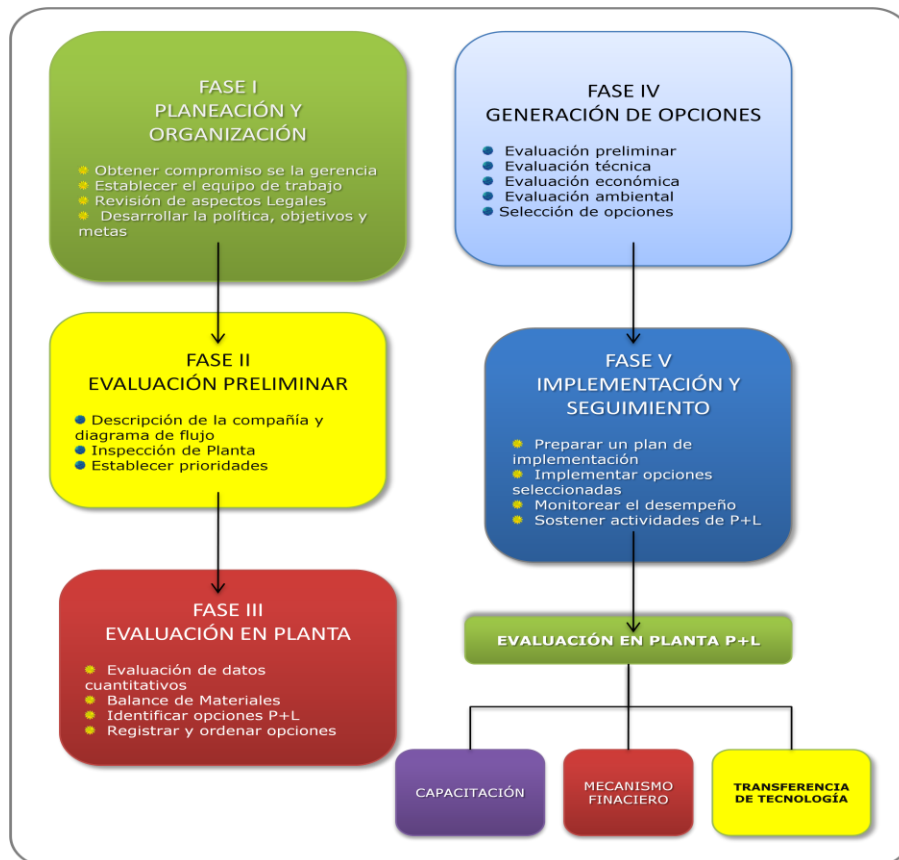 FASE I
PLANEACIÓN Y
ORGANIZACIÓN
Obtener compromiso se la gerencia
Establecer el equipo de trabajo
Revisión de aspectos Legales
Desarrollar la política, objetivos y
metas
FASE II
EVALUACIÓN PRELIMINAR
Descripción de la compañía y
diagrama de flujo
Inspección de Planta
Establecer prioridades
FASE III
EVALUACIÓN EN PLANTA
Evaluación de datos
cuantitativos
Balance de Materiales
Identificar opciones P+L
Registrar y ordenar opciones
FASE IV
GENERACIÓN DE OPCIONES
Evaluación preliminar
Evaluación técnica
Evaluación económica
Evaluación ambiental
Selección de opciones
FASE V
IMPLEMENTACIÓN Y
SEGUIMIENTO
Preparar un plan de
implementación
Implementar opciones
seleccionadas
Monitorear el desempeño
Sostener actividades de P+L
EVALUACIÓN EN PLANTA P+L
CAPACITACIÓN
MECANISMO
FINACIERO
TRANSFERENCIA
DE TECNOLOGÍA